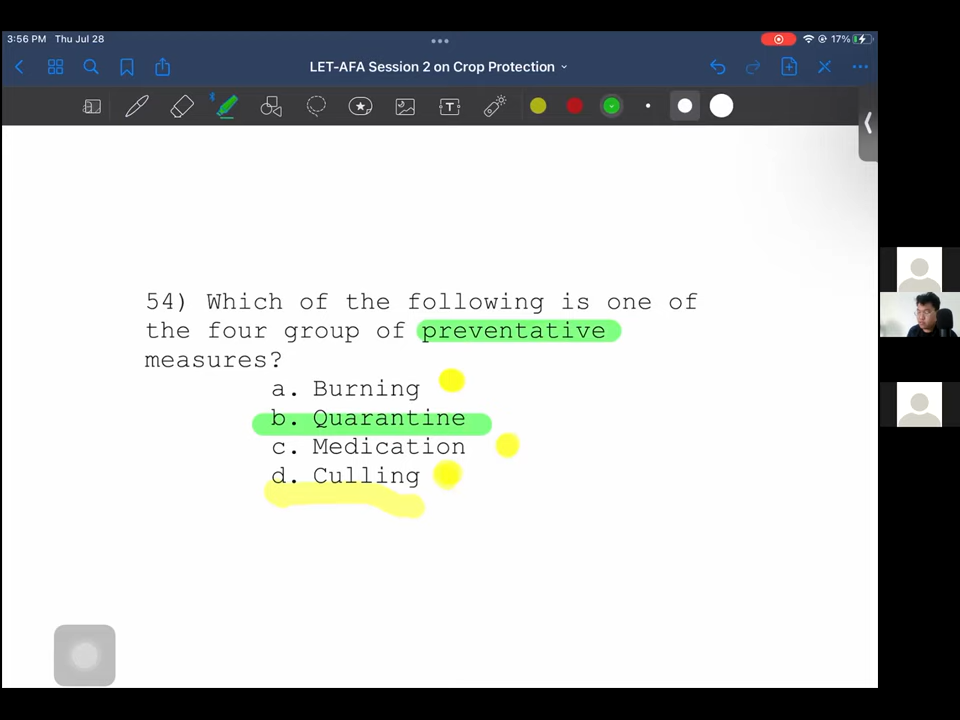 3:56 PM Thu Jul 28
17%
LET-AFA Session 2 on Crop Protection
54) Which of the following is one of
the four group of preventative
measures?
a. Burning
b. Quarantine
c. Medication
d. Culling